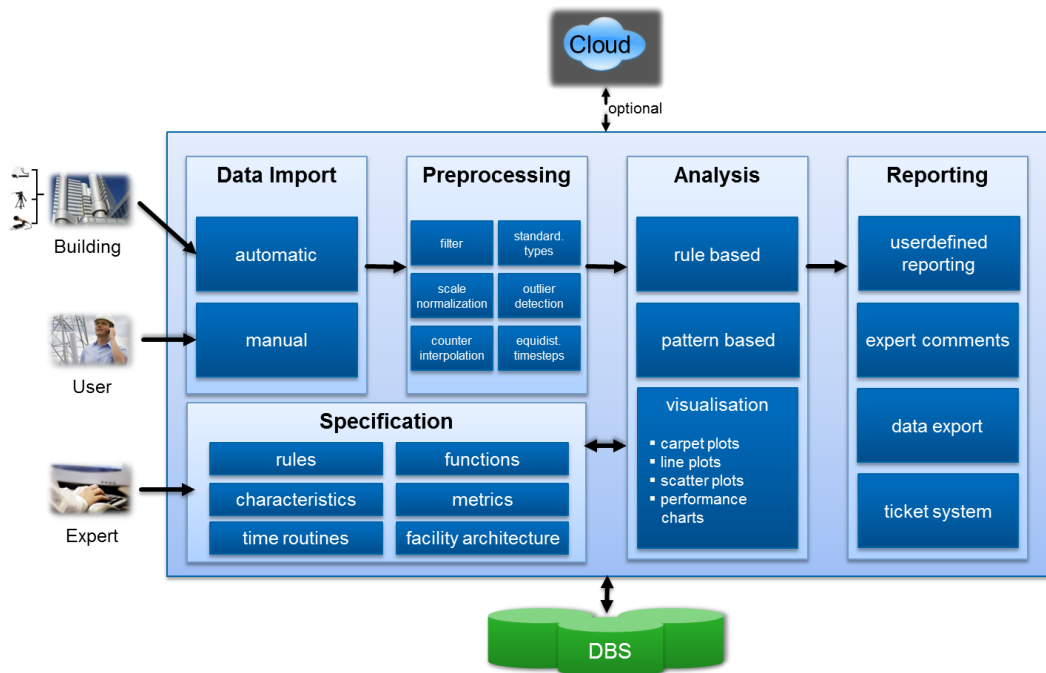 Cloud
optional
Building
User
Expert
Data Import
automatic
manual
Preprocessing
filter
standard.
types
scale
normalization
outlier
detection
counter
interpolation
equidist.
timesteps
Specification
rules
functions
characteristics
metrics
time routines
facility architecture
Analysis
rule based
pattern based
visualisation
▪ carpet plots
▪ line plots
▪ scatter plots
▪ performance
charts
Reporting
userdefined
reporting
expert comments
data export
ticket system
DBS